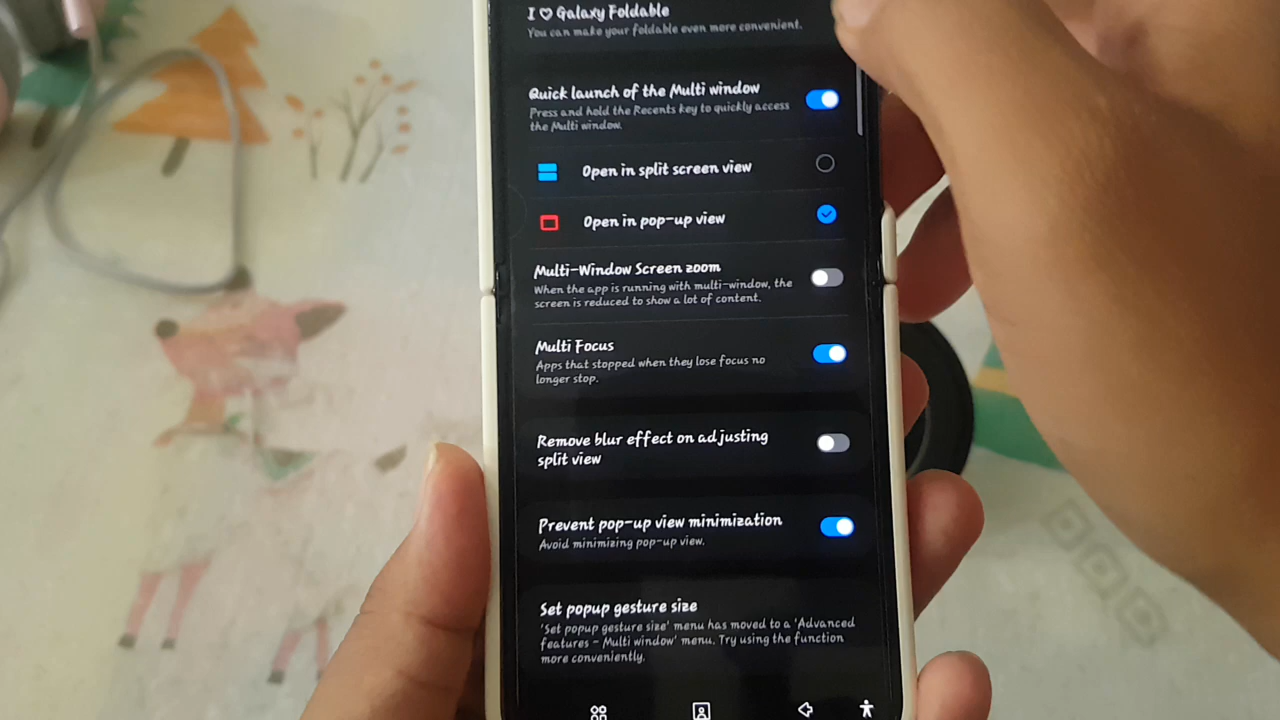 I ♡ Galaxy Foldable
You can make your foldable even more convenient.
Quick launch of the Multi window
Press and hold the Recents key to quickly access
the Multi window.
Open in split screen view
Open in pop-up view
Multi-Window Screen zoom
When the app is running with multi-window, the
screen is reduced to show a lot of content.
Multi Focus
Apps that stopped when they lose focus no
longer stop.
Remove blur effect on adjusting
split view
Prevent pop-up view minimization
Avoid minimizing pop-up view.
Set popup gesture size
'Set popup gesture size' menu has moved to a 'Advanced
features - Multi window' menu. Try using the function
more conveniently.